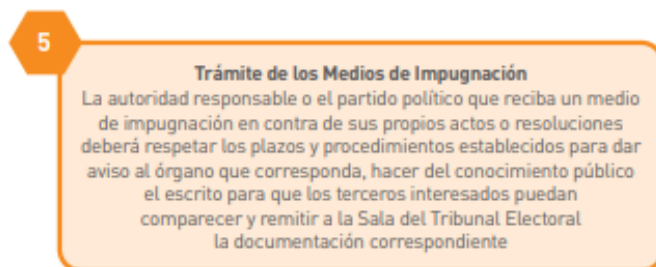 5
Trámite de los Medios de Impugnación
La autoridad responsable o el partido político que reciba un medio
de impugnación en contra de sus propios actos o resoluciones
deberá respetar los plazos y procedimientos establecidos para dar
aviso al órgano que corresponda, hacer del conocimiento público
el escrito para que los terceros interesados puedan
comparecer y remitir a la Sala del Tribunal Electoral
la documentación correspondiente